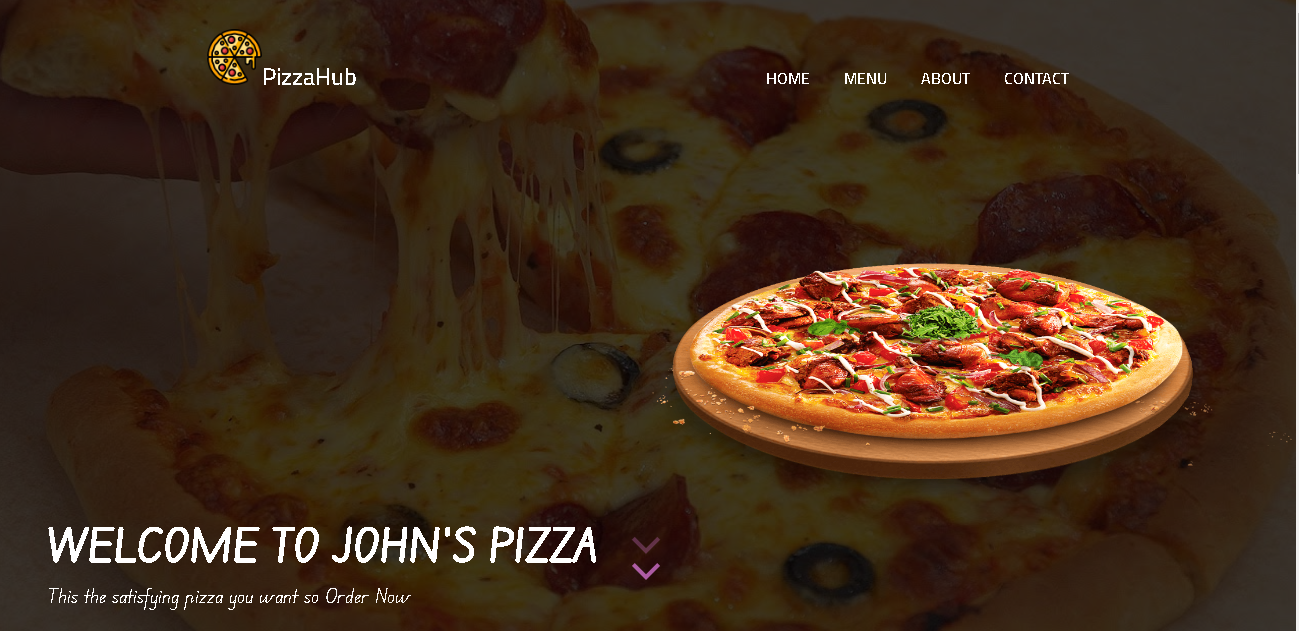 PizzaHub
HOME MENU ABOUT CONTACT
WELCOME TO JOHN'S PIZZA
This the satisfying pizza you want so Order Now